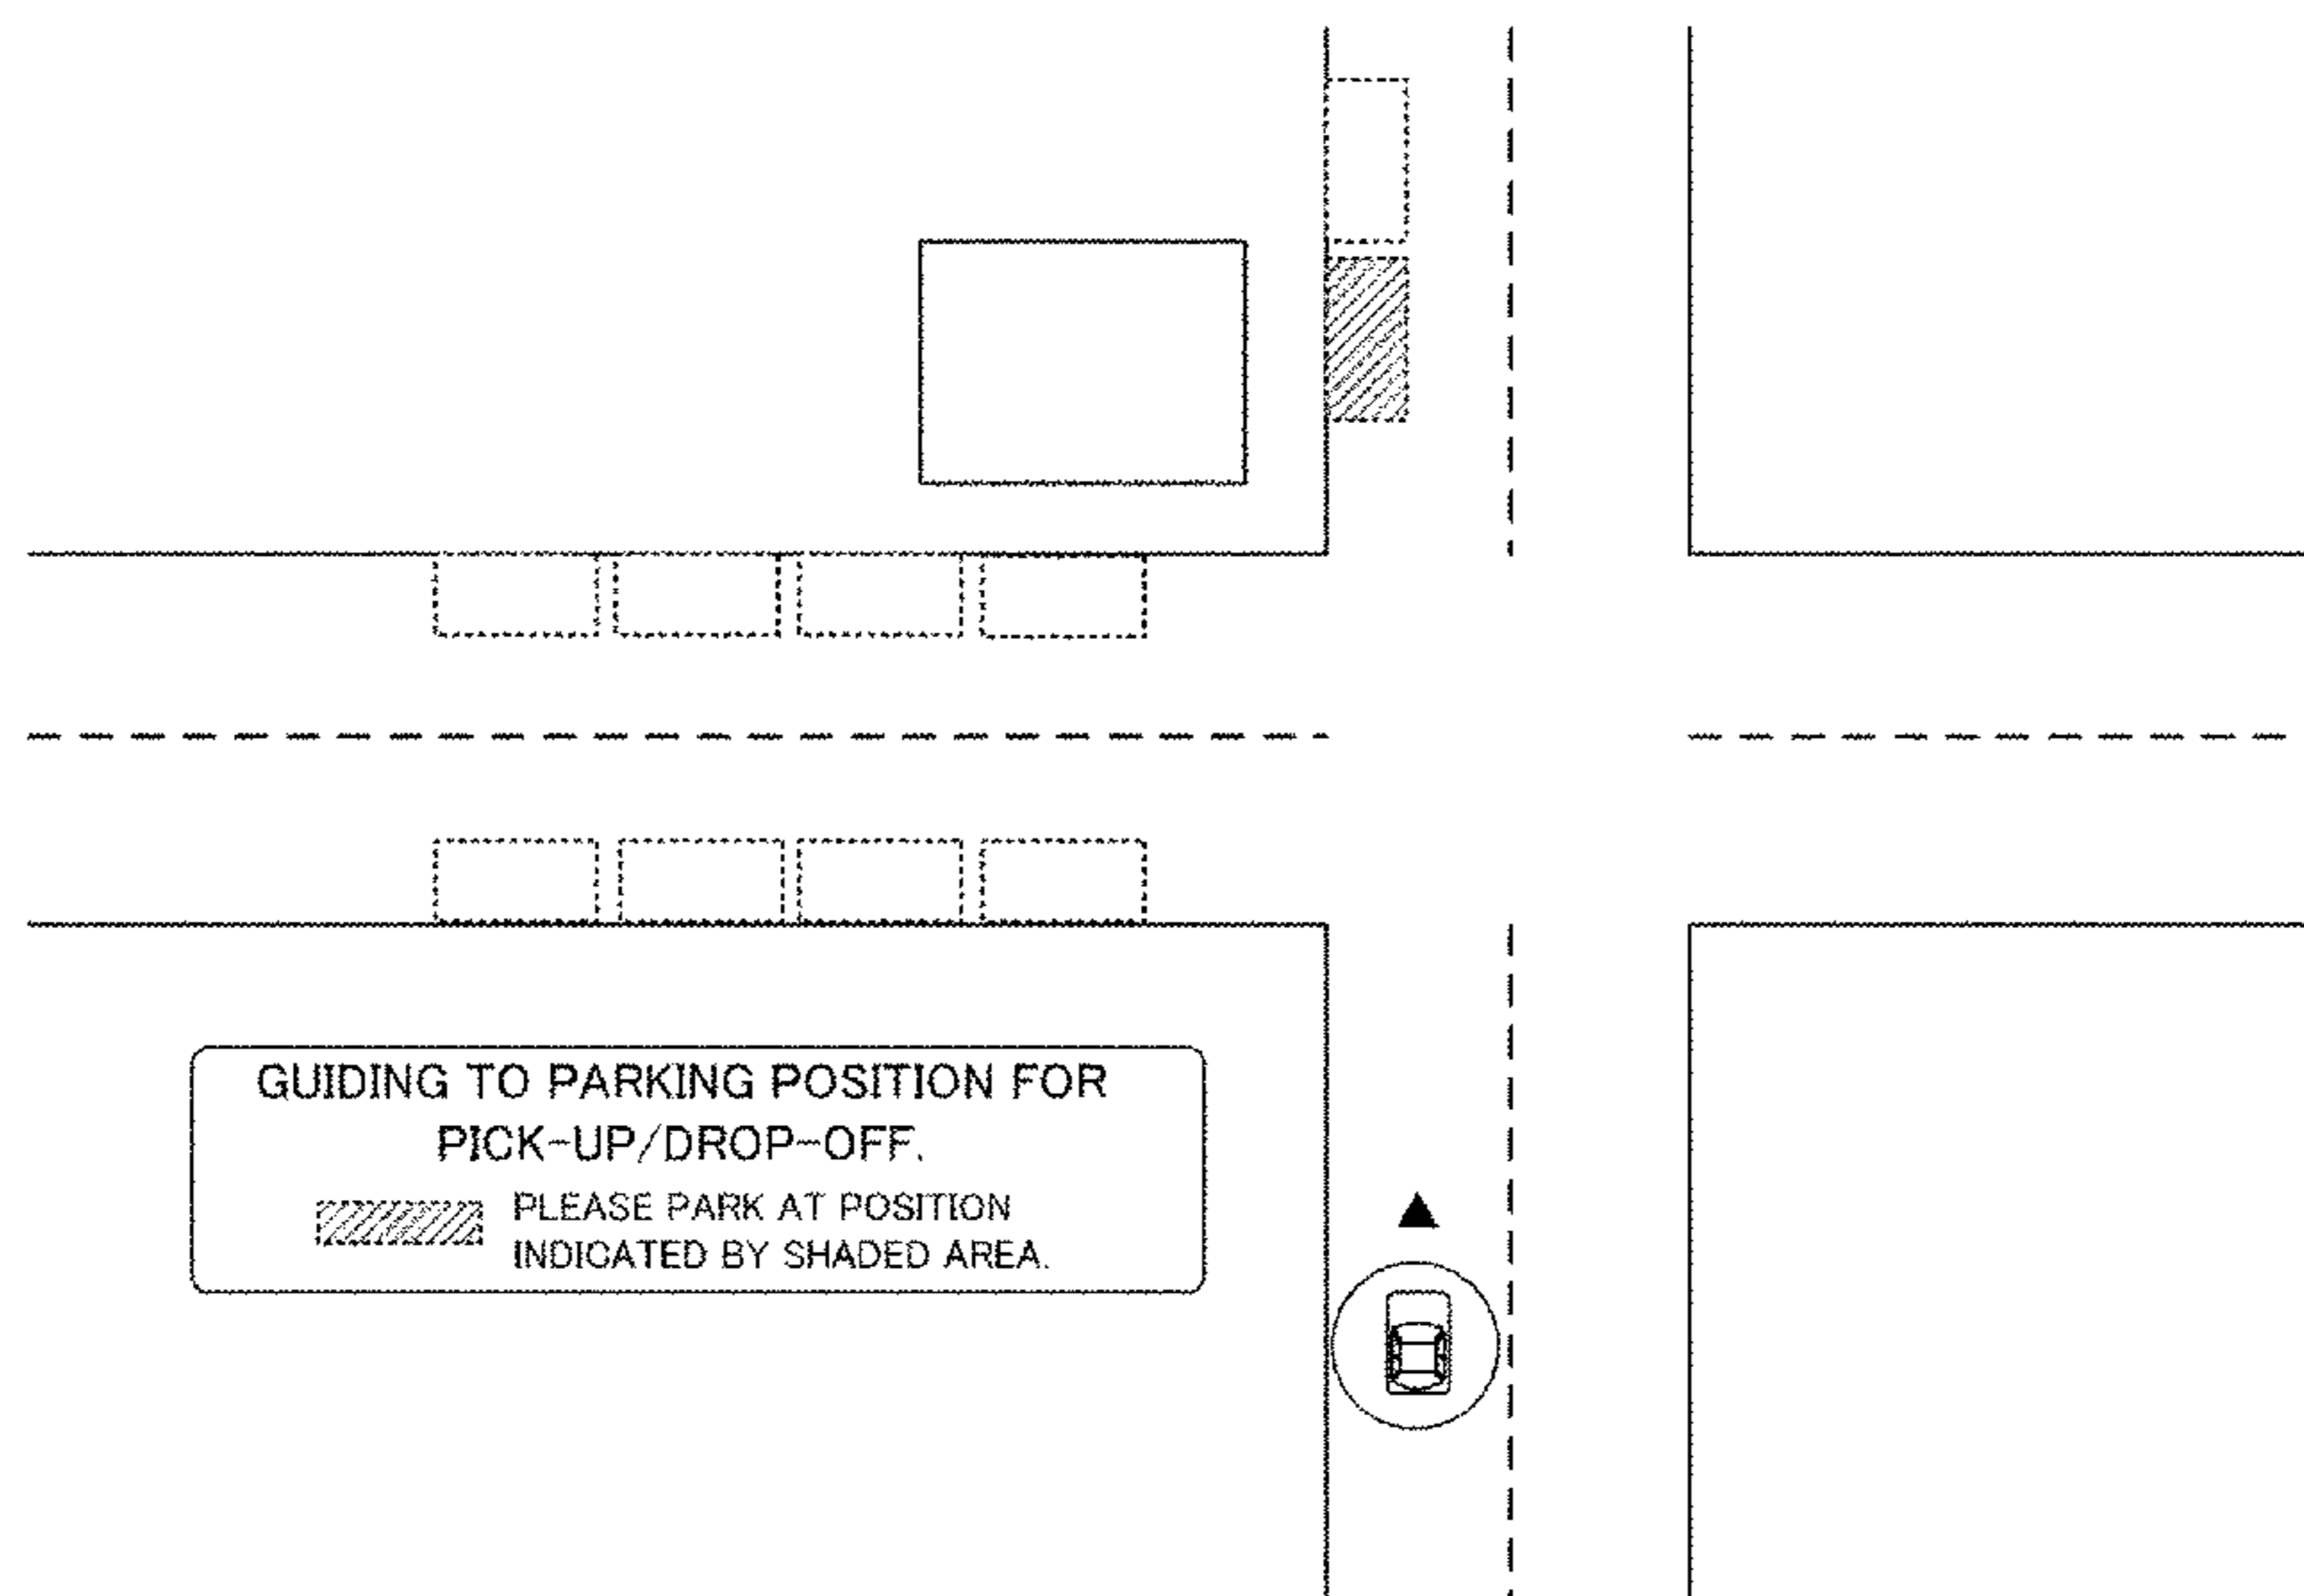 GUIDING TO PARKING POSITION FOR
PICK-UP/DROP-OFF.
PLEASE PARK AT POSITION
INDICATED BY SHADED AREA.